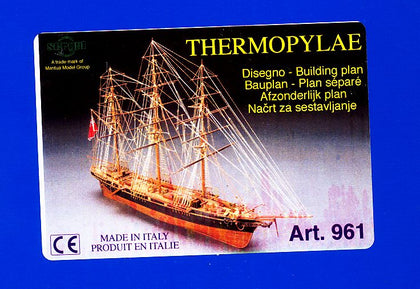 A trade mark of
Mantua Model Group
THERMOPYLAE
Disegno - Building plan
Bauplan - Plan séparé
Afzonderlijk plan
Načrt za sestavljanje
CE
MADE IN ITALY
PRODUIT EN ITALIE
Art. 961